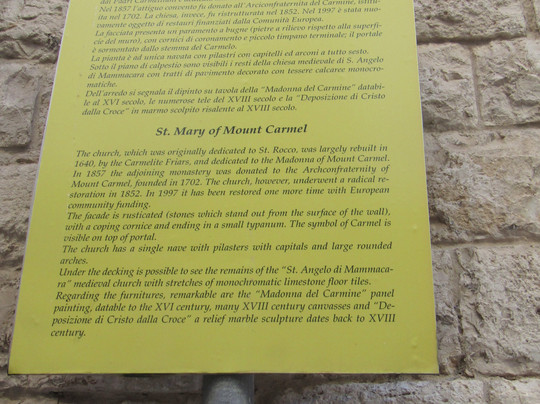 dai Padri Carmelitani
Nel 1857 l'attiguo convento fu donato all'Arciconfraternita del Carmine, istitu-
ita nel 1702. La chiesa, invece, fu ristrutturata nel 1852. Nel 1997 è stata nuo-
vamente oggetto di restauri finanziati dalla Comunità Europea.
La facciata presenta un paramento a bugne (pietre a rilievo rispetto alla superfi-
cie del muro), con cornici di coronamento e piccolo timpano terminale; il portale
è sormontato dallo stemma del Carmelo.
La pianta è ad unica navata con pilastri con capitelli ed arconi a tutto sesto.
Sotto il piano di calpestio sono visibili i resti della chiesa medievale di S. Angelo
di Mammacara con tratti di pavimento decorato con tessere calcaree monocro-
matiche.
Dell'arredo si segnala il dipinto su tavola della "Madonna del Carmine" databi-
le al XVI secolo, le numerose tele del XVIII secolo e la "Deposizione di Cristo
dalla Croce" in marmo scolpito risalente al XVIII secolo.
St. Mary of Mount Carmel
The church, which was originally dedicated to St. Rocco, was largely rebuilt in
1640, by the Carmelite Friars, and dedicated to the Madonna of Mount Carmel.
In 1857 the adjoining monastery was donated to the Archconfraternity of
Mount Carmel, founded in 1702. The church, however, underwent a radical re-
storation in 1852. In 1997 it has been restored one more time with European
community funding.
The facade is rusticated (stones which stand out from the surface of the wall),
with a coping cornice and ending in a small typanum. The symbol of Carmel is
visible on top of portal.
The church has a single nave with pilasters with capitals and large rounded
arches.
Under the decking is possible to see the remains of the "St. Angelo di Mammaca-
ra" medieval church with stretches of monochromatic limestone floor tiles.
Regarding the furnitures, remarkable are the "Madonna del Carmine" panel
painting, datable to the XVI century, many XVIII century canvasses and "De-
posizione di Cristo dalla Croce" a relief marble sculpture dates back to XVIII
century.